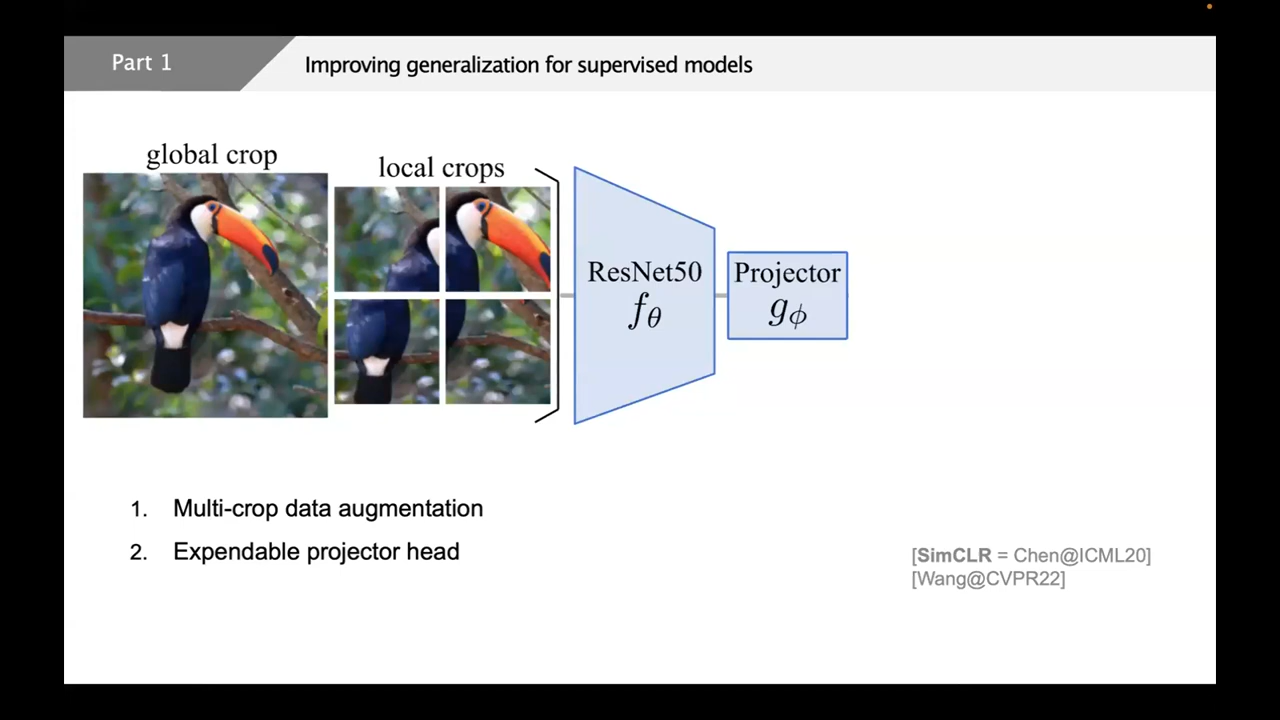 Part 1
Improving generalization for supervised models
global crop
local crops
ResNet50
fθ
Projector
gϕ
1. Multi-crop data augmentation
2. Expendable projector head
[SimCLR = Chen@ICML20]
[Wang@CVPR22]